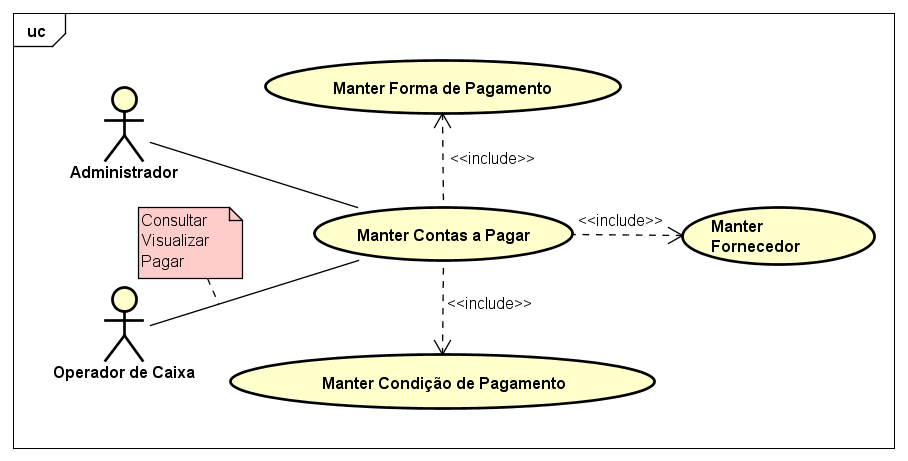 uc
Manter Forma de Pagamento
<<include>>
Administrador
Consultar
Visualizar
Pagar
Manter Contas a Pagar
<<include>>
Manter
Fornecedor
<<include>>
Operador de Caixa
Manter Condição de Pagamento